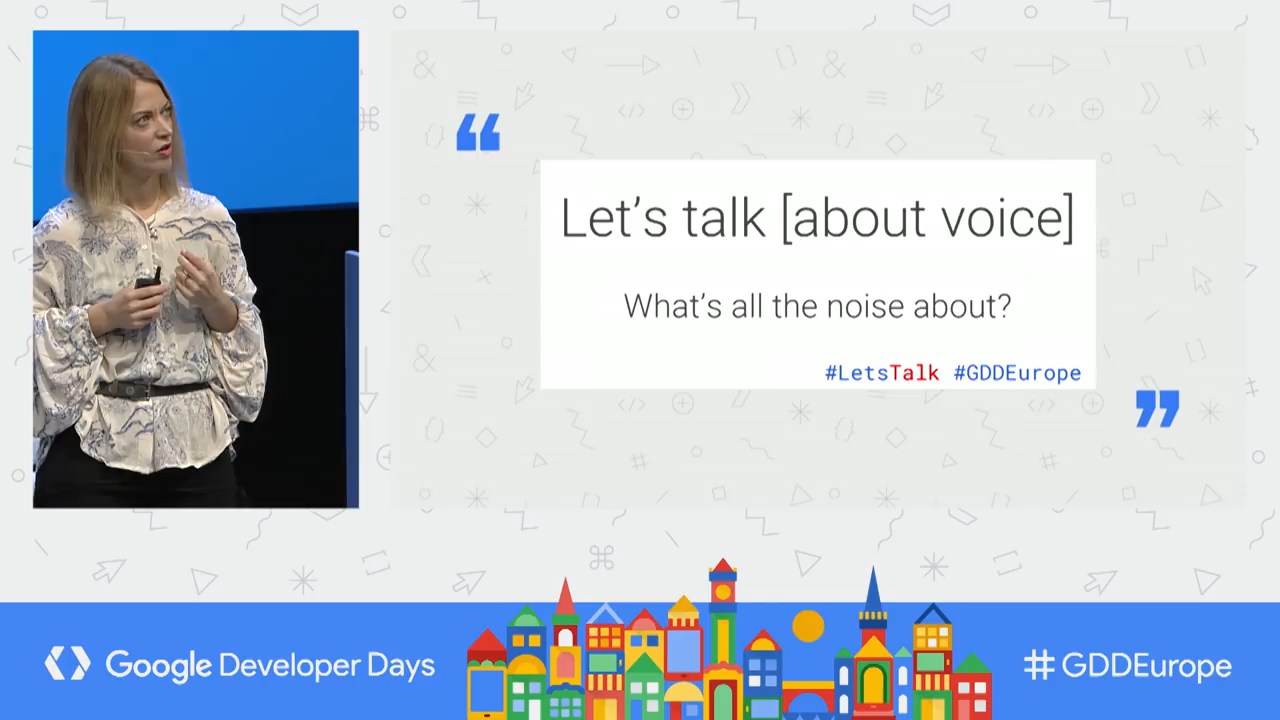 “
Let’s talk [about voice]
What’s all the noise about?
#LetsTalk #GDDEurope
”
Google Developer Days
#GDDEurope